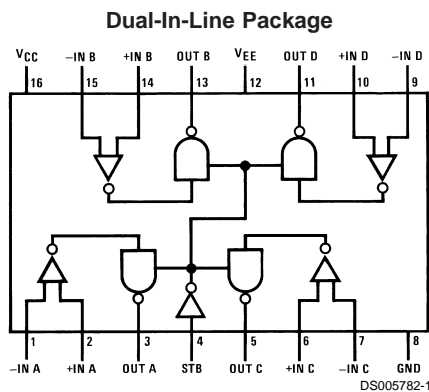 Dual-In-Line Package
VCC −IN B +IN B OUT B VEE OUT D +IN D −IN D
16 15 14 13 12 11 10 9
1 2 3 4 5 6 7 8
−IN A +IN A OUT A STB OUT C +IN C −IN C GND
DS005782-1